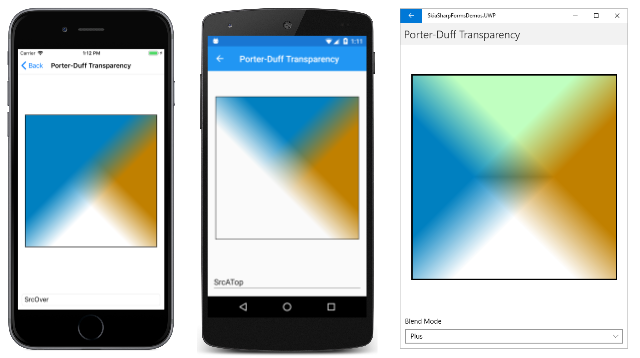 Carrier
1:12 PM
Back
Porter-Duff Transparency
SrcOver
1:11
Porter-Duff Transparency
SrcATop
SkiaSharpFormsDemos.UWP
Porter-Duff Transparency
Blend Mode
Plus